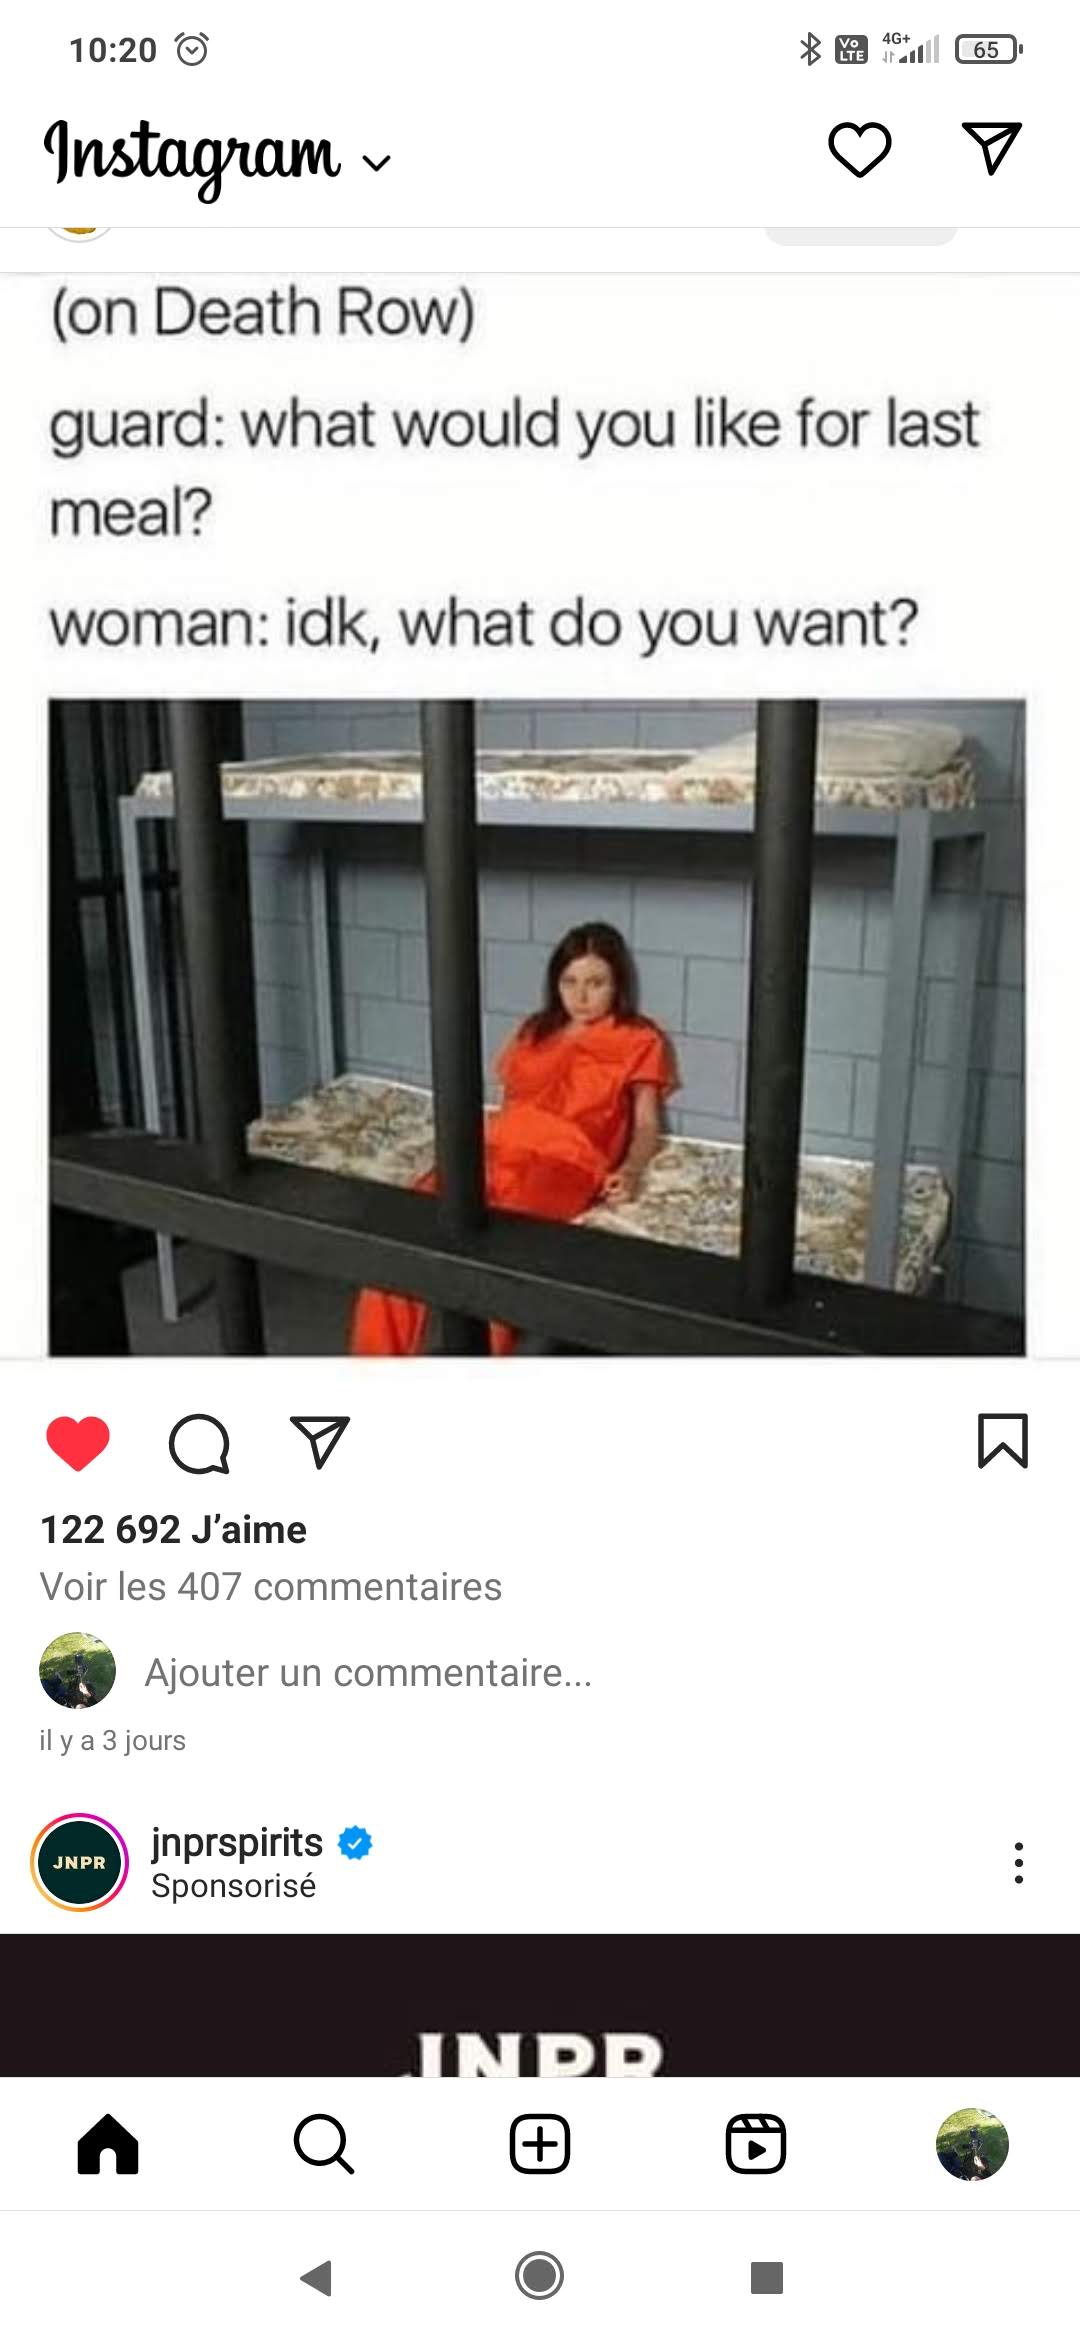 10:20
Vo
LTE
4G+
65
Instagram
(on Death Row)
guard: what would you like for last
meal?
woman: idk, what do you want?
122 692 J’aime
Voir les 407 commentaires
Ajouter un commentaire...
il y a 3 jours
JNPR
jnprspirits
Sponsorisé
JNPR